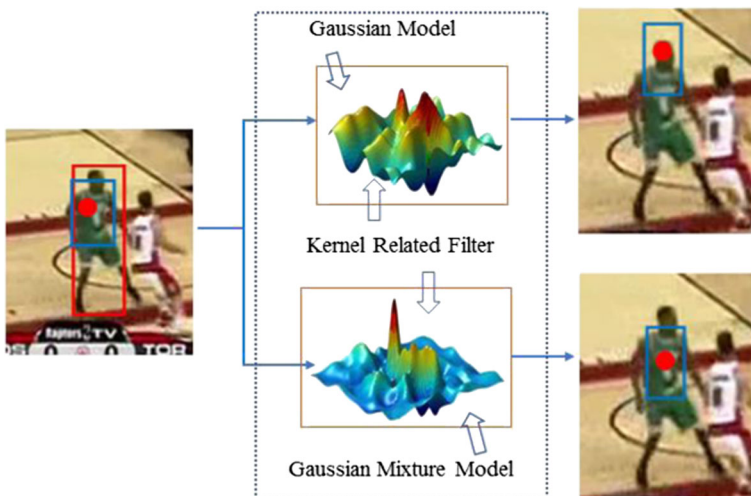 Gaussian Model
Kernel Related Filter
Raptors TV
0 0 TOR
Gaussian Mixture Model